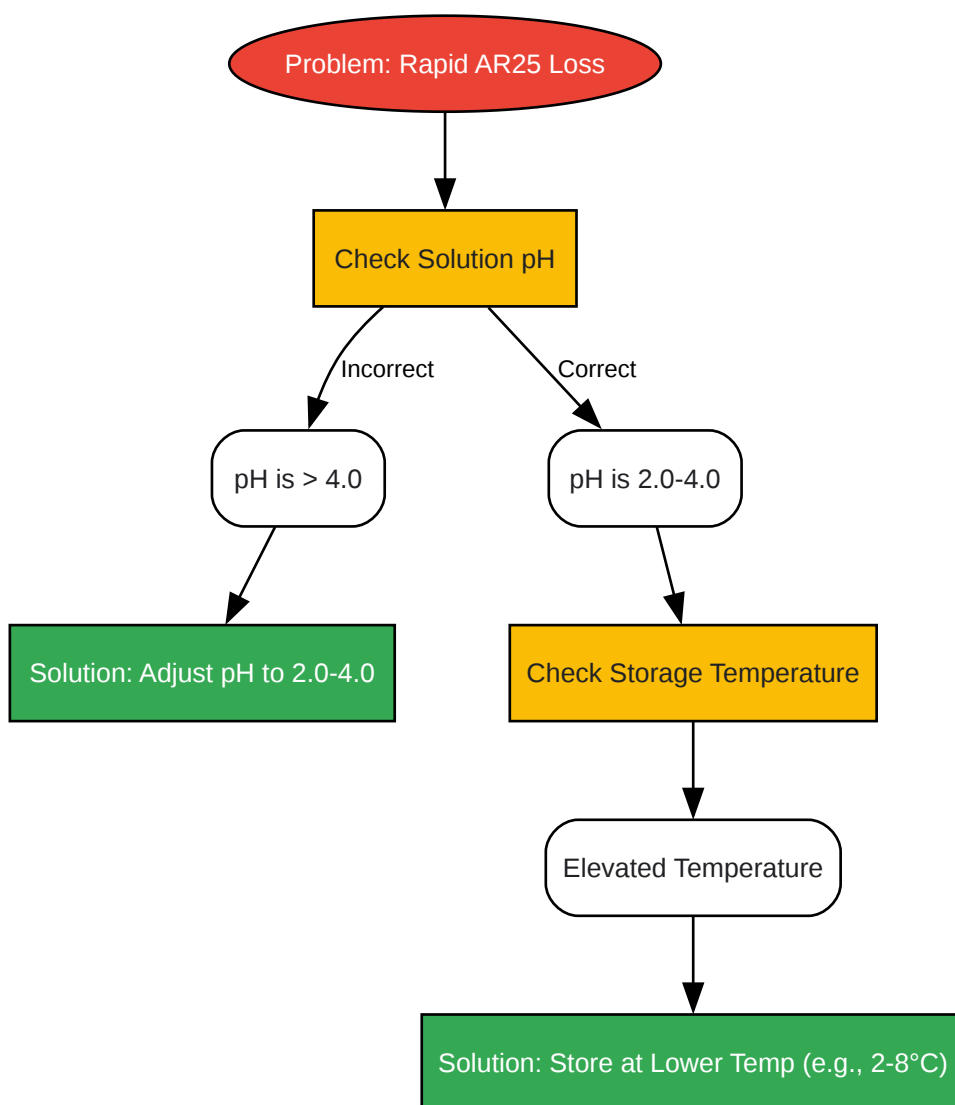 Problem: Rapid AR25 Loss
Check Solution pH
Incorrect
Correct
pH is > 4.0
pH is 2.0-4.0
Solution: Adjust pH to 2.0-4.0
Check Storage Temperature
Elevated Temperature
Solution: Store at Lower Temp (e.g., 2-8°C)